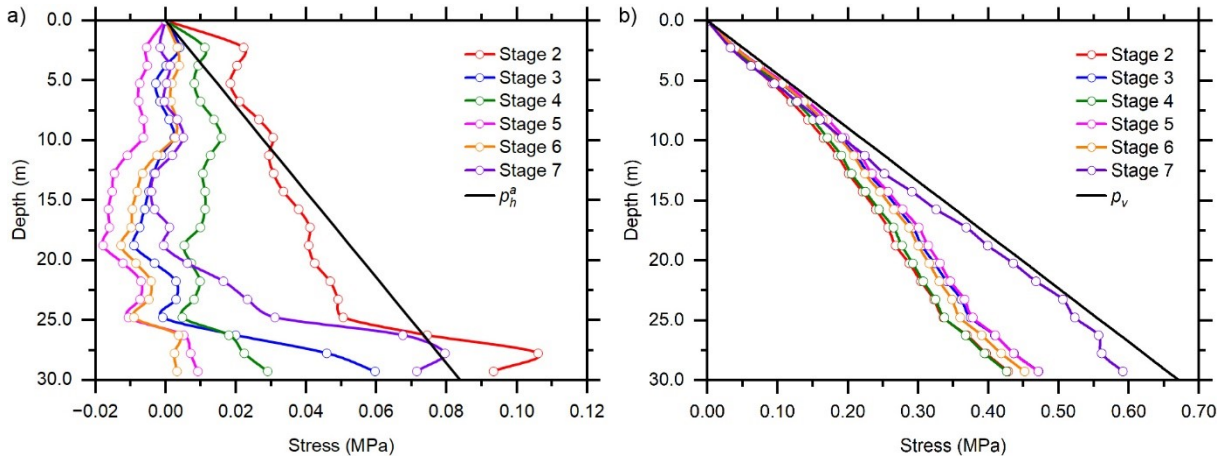 a)
0.0
5.0
10.0
15.0
20.0
25.0
30.0
Depth (m)
−0.02
0.00
0.02
0.04
0.06
0.08
0.10
0.12
Stress (MPa)
Stage 2
Stage 3
Stage 4
Stage 5
Stage 6
Stage 7
p_h^a
b)
0.0
5.0
10.0
15.0
20.0
25.0
30.0
Depth (m)
0.00
0.10
0.20
0.30
0.40
0.50
0.60
0.70
Stress (MPa)
Stage 2
Stage 3
Stage 4
Stage 5
Stage 6
Stage 7
p_v